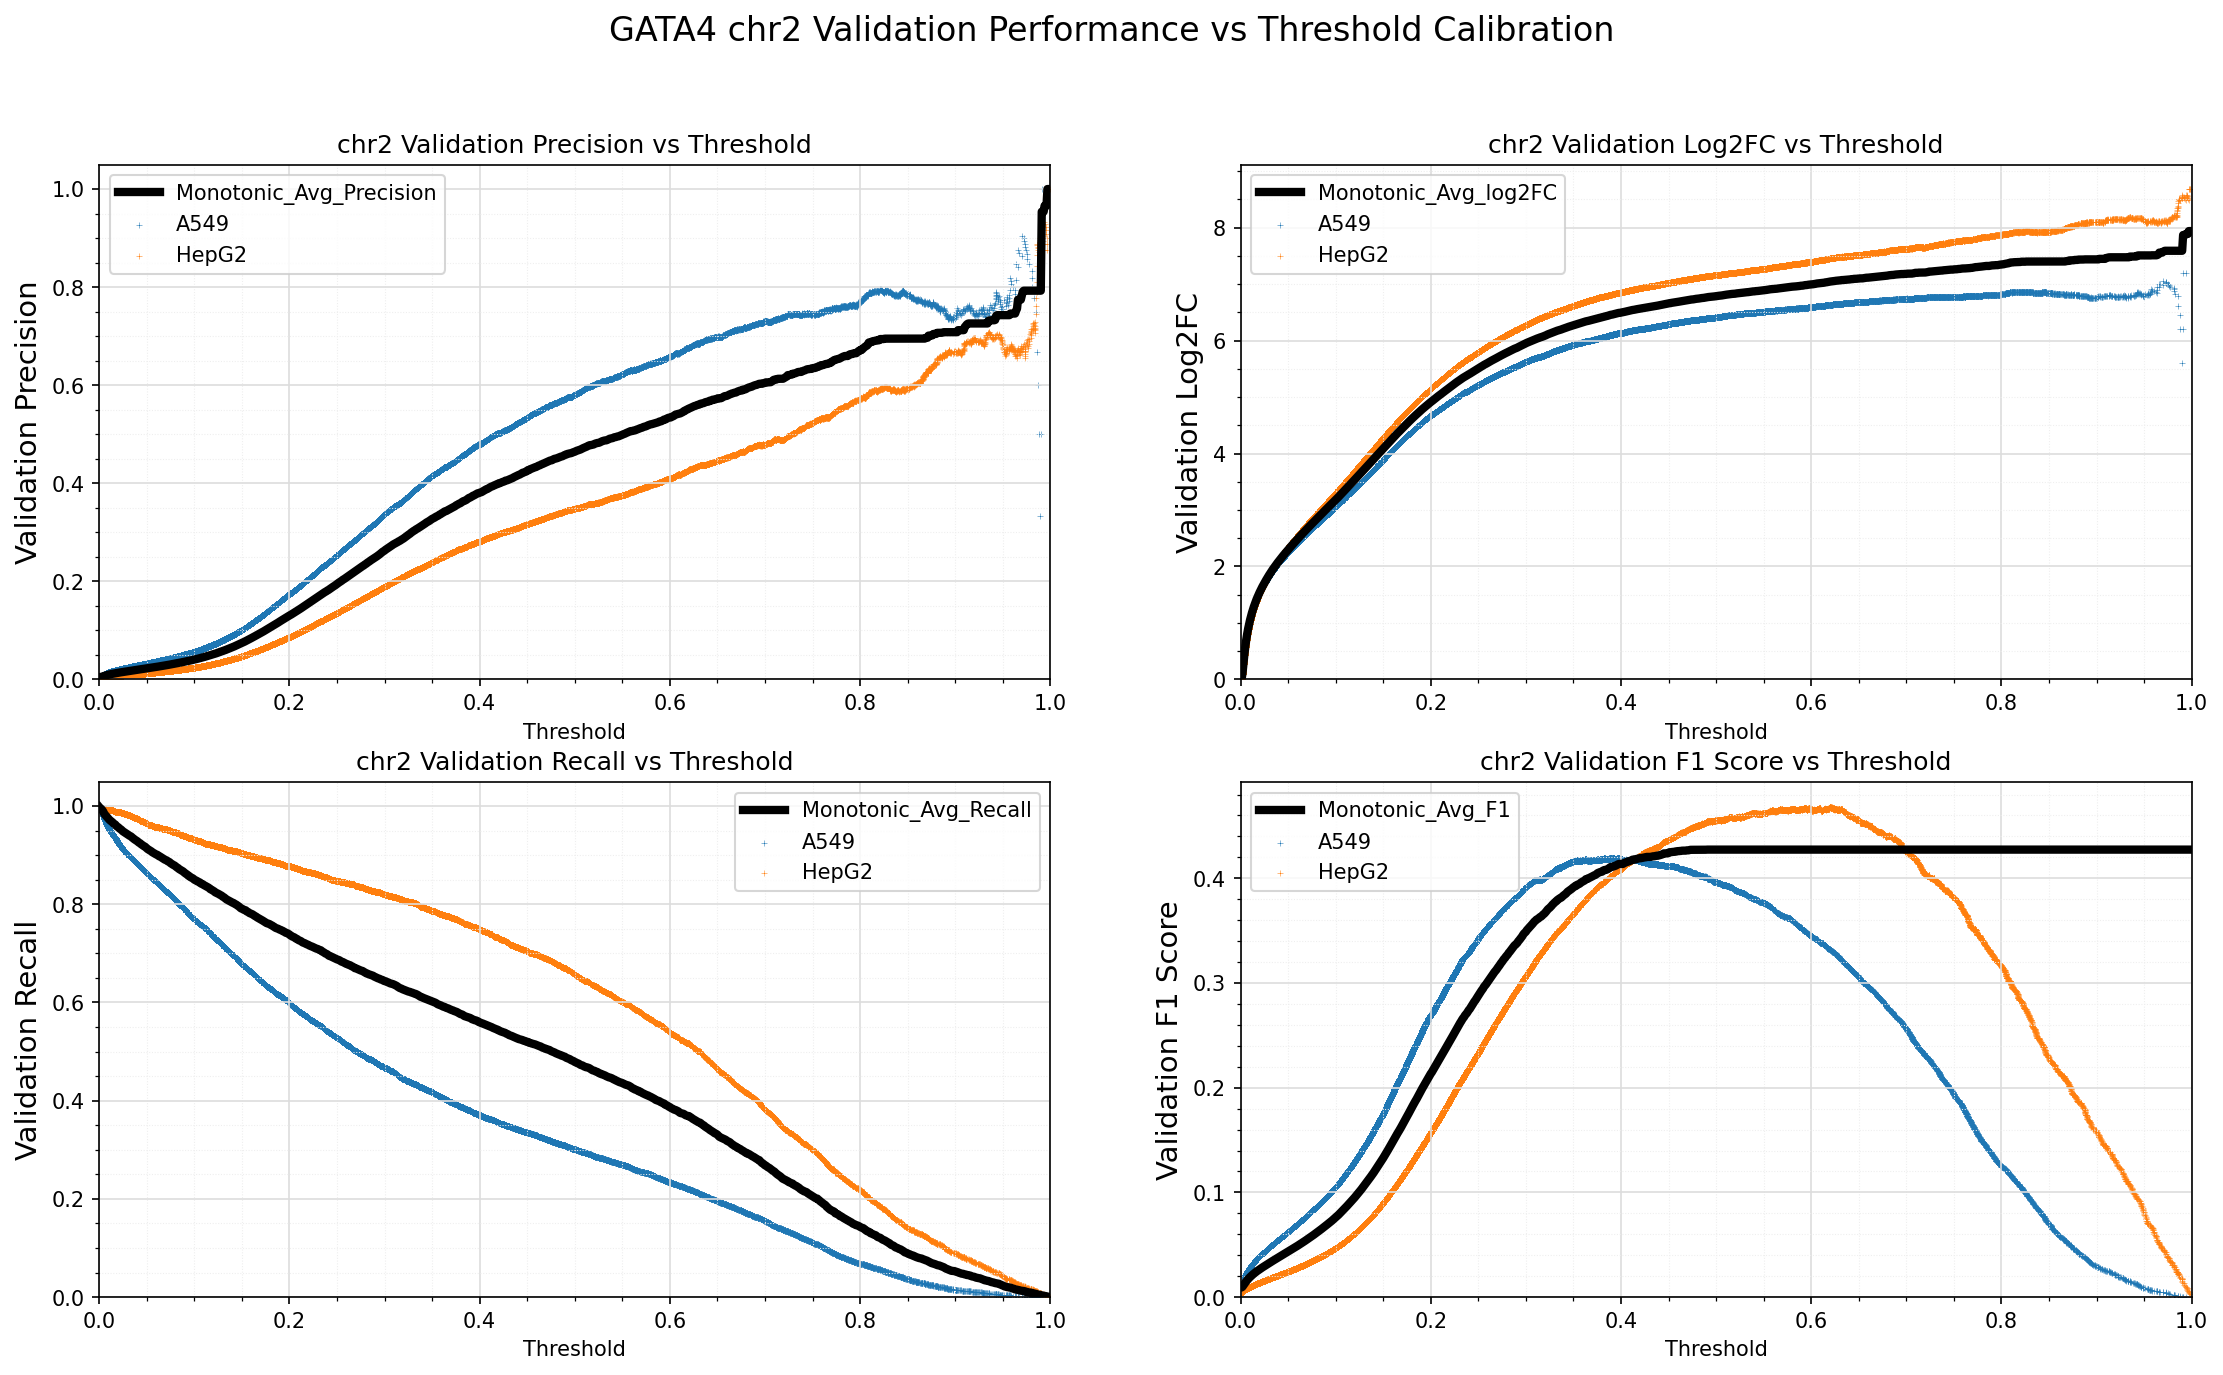 GATA4 chr2 Validation Performance vs Threshold Calibration
chr2 Validation Precision vs Threshold
Monotonic_Avg_Precision
A549
HepG2
Validation Precision
1.0
0.8
0.6
0.4
0.2
0.0
0.0 0.2 0.4 0.6 0.8 1.0
Threshold
chr2 Validation Log2FC vs Threshold
Monotonic_Avg_log2FC
A549
HepG2
Validation Log2FC
8
6
4
2
0
0.0 0.2 0.4 0.6 0.8 1.0
Threshold
chr2 Validation Recall vs Threshold
Monotonic_Avg_Recall
A549
HepG2
Validation Recall
1.0
0.8
0.6
0.4
0.2
0.0
0.0 0.2 0.4 0.6 0.8 1.0
Threshold
chr2 Validation F1 Score vs Threshold
Monotonic_Avg_F1
A549
HepG2
Validation F1 Score
0.4
0.3
0.2
0.1
0.0
0.0 0.2 0.4 0.6 0.8 1.0
Threshold